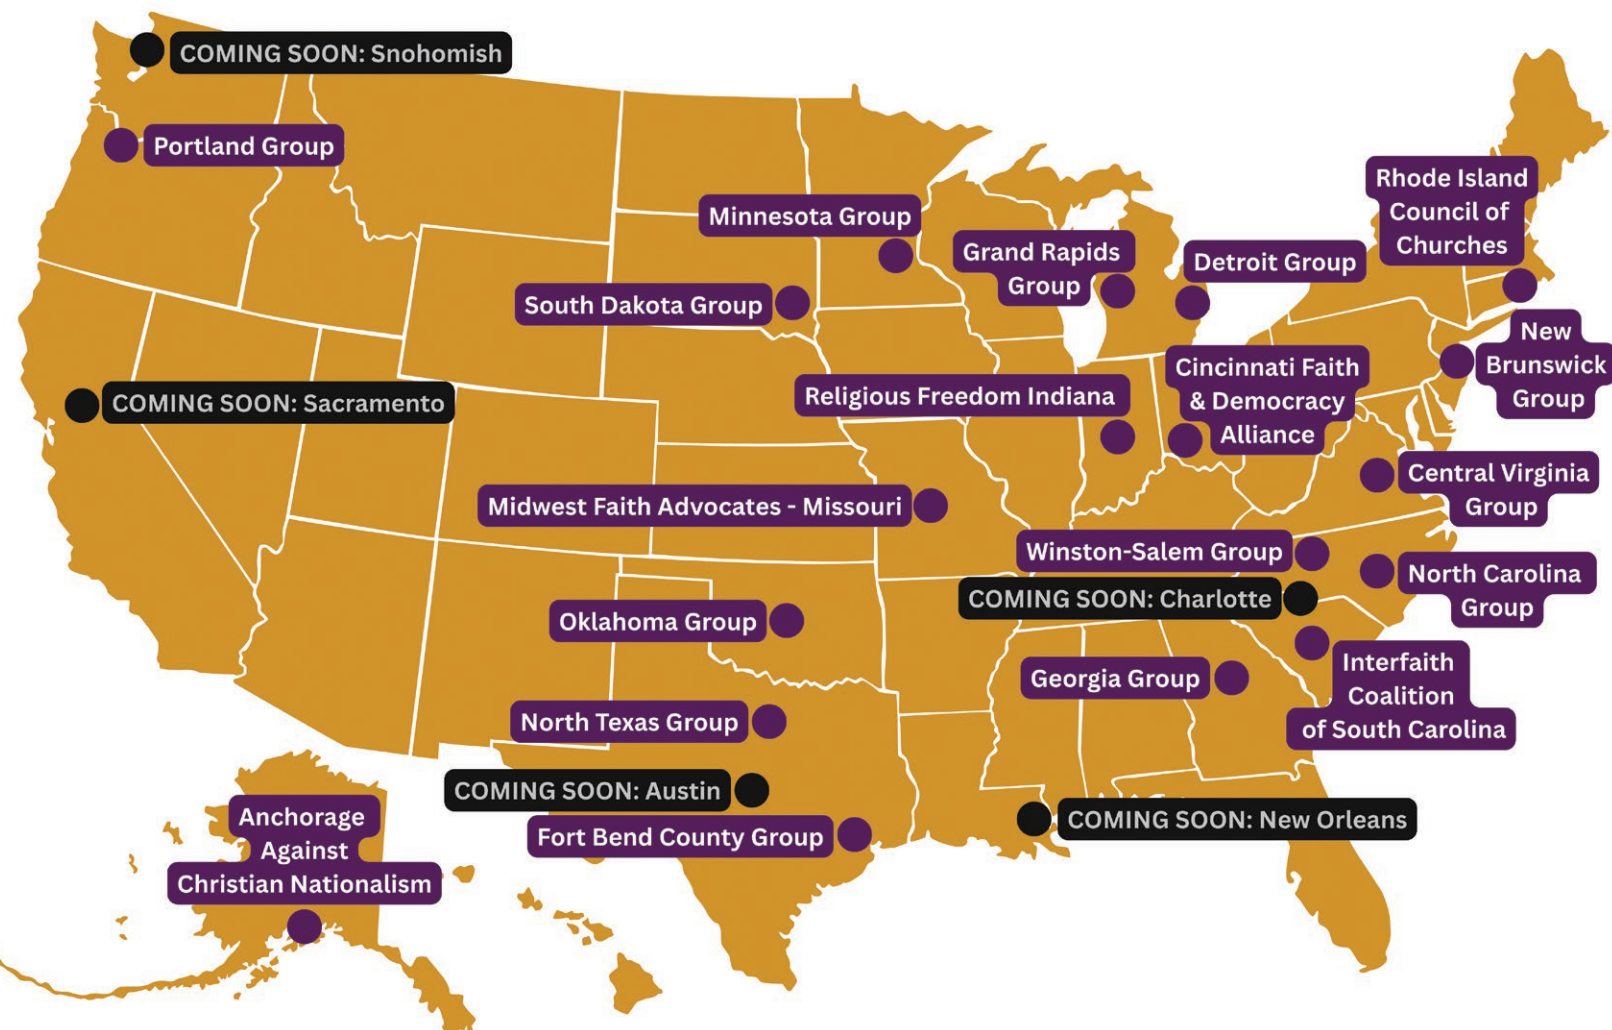 COMING SOON: Snohomish
Portland Group
Rhode Island
Council of
Churches
Minnesota Group
Grand Rapids
Group
Detroit Group
South Dakota Group
New
Brunswick
Group
Cincinnati Faith
& Democracy
Alliance
Religious Freedom Indiana
COMING SOON: Sacramento
Central Virginia
Group
Midwest Faith Advocates - Missouri
Winston-Salem Group
North Carolina
Group
COMING SOON: Charlotte
Oklahoma Group
Interfaith
Coalition
of South Carolina
Georgia Group
North Texas Group
COMING SOON: Austin
Fort Bend County Group
COMING SOON: New Orleans
Anchorage
Against
Christian Nationalism